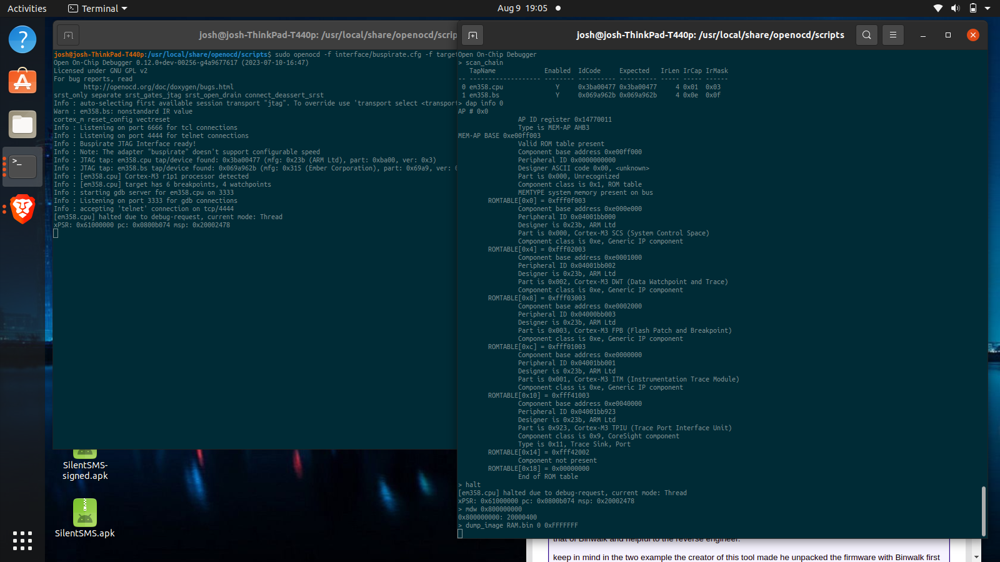 Activities
Terminal
Aug 9 19:05
josh@josh-ThinkPad-T440p: /usr/local/share/openocd/scrip
josh@josh-ThinkPad-T440p:/usr/local/share/openocd/scripts$ sudo openocd -f interface/buspirate.cfg -f target
Open On-Chip Debugger 0.12.0+dev-00256-g4a9677617 (2023-07-10-16:47)
Licensed under GNU GPL v2
For bug reports, read
http://openocd.org/doc/doxygen/bugs.html
srst_only separate srst_gates_jtag srst_open_drain connect_deassert_srst
Info : auto-selecting first available session transport "jtag". To override use 'transport select <transport
Warn : em358.bs: nonstandard IR value
cortex_m reset_config vectreset
Info : Listening on port 6666 for tcl connections
Info : Listening on port 4444 for telnet connections
Info : Buspirate JTAG Interface ready!
Info : Note: The adapter "buspirate" doesn't support configurable speed
Info : JTAG tap: em358.cpu tap/device found: 0x3ba00477 (mfg: 0x23b (ARM Ltd), part: 0xba00, ver: 0x3)
Info : JTAG tap: em358.bs tap/device found: 0x069a962b (mfg: 0x315 (Ember Corporation), part: 0x69a9, ver: 0
Info : [em358.cpu] Cortex-M3 r1p1 processor detected
Info : [em358.cpu] target has 6 breakpoints, 4 watchpoints
Info : starting gdb server for em358.cpu on 3333
Info : Listening on port 3333 for gdb connections
Info : accepting 'telnet' connection on tcp/4444
[em358.cpu] halted due to debug-request, current mode: Thread
xPSR: 0x61000000 pc: 0x0800b074 msp: 0x20002478
SilentSMS-
signed.apk
SilentSMS.apk
josh@josh-ThinkPad-T440p: /usr/local/share/openocd/scripts
Open On-Chip Debugger
> scan_chain
TapName Enabled IdCode Expected IrLen IrCap IrMask
-- ------------------- -------- ---------- ---------- ----- ----- ------
0 em358.cpu Y 0x3ba00477 0x3ba00477 4 0x01 0x03
1 em358.bs Y 0x069a962b 0x069a962b 4 0x0e 0x0f
> dap info 0
AP # 0x0
AP ID register 0x14770011
Type is MEM-AP AHB3
MEM-AP BASE 0xe00ff003
Valid ROM table present
Component base address 0xe00ff000
Peripheral ID 0x0000000000
Designer ASCII code 0x00, <unknown>
Part is 0x000, Unrecognized
Component class is 0x1, ROM table
MEMTYPE system memory present on bus
ROMTABLE[0x0] = 0xfff0f003
Component base address 0xe000e000
Peripheral ID 0x04001bb000
Designer is 0x23b, ARM Ltd
Part is 0x000, Cortex-M3 SCS (System Control Space)
Component class is 0xe, Generic IP component
ROMTABLE[0x4] = 0xfff02003
Component base address 0xe0001000
Peripheral ID 0x04001bb002
Designer is 0x23b, ARM Ltd
Part is 0x002, Cortex-M3 DWT (Data Watchpoint and Trace)
Component class is 0xe, Generic IP component
ROMTABLE[0x8] = 0xfff03003
Component base address 0xe0002000
Peripheral ID 0x04000bb003
Designer is 0x23b, ARM Ltd
Part is 0x003, Cortex-M3 FPB (Flash Patch and Breakpoint)
Component class is 0xe, Generic IP component
ROMTABLE[0xc] = 0xfff01003
Component base address 0xe0000000
Peripheral ID 0x04001bb001
Designer is 0x23b, ARM Ltd
Part is 0x001, Cortex-M3 ITM (Instrumentation Trace Module)
Component class is 0xe, Generic IP component
ROMTABLE[0x10] = 0xfff41003
Component base address 0xe0040000
Peripheral ID 0x04001bb923
Designer is 0x23b, ARM Ltd
Part is 0x923, Cortex-M3 TPIU (Trace Port Interface Unit)
Component class is 0x9, CoreSight component
Type is 0x11, Trace Sink, Port
ROMTABLE[0x14] = 0xfff42002
Component not present
ROMTABLE[0x18] = 0x00000000
End of ROM table
> halt
[em358.cpu] halted due to debug-request, current mode: Thread
xPSR: 0x61000000 pc: 0x0800b074 msp: 0x20002478
> mdw 0x800000000
0x800000000: 20000400
> dump_image RAM.bin 0 0xFFFFFFF
that of Binwalk and helpful to the reverse engineer.
keep in mind in the two example the creator of this tool made he unpacked the firmware with Binwalk first